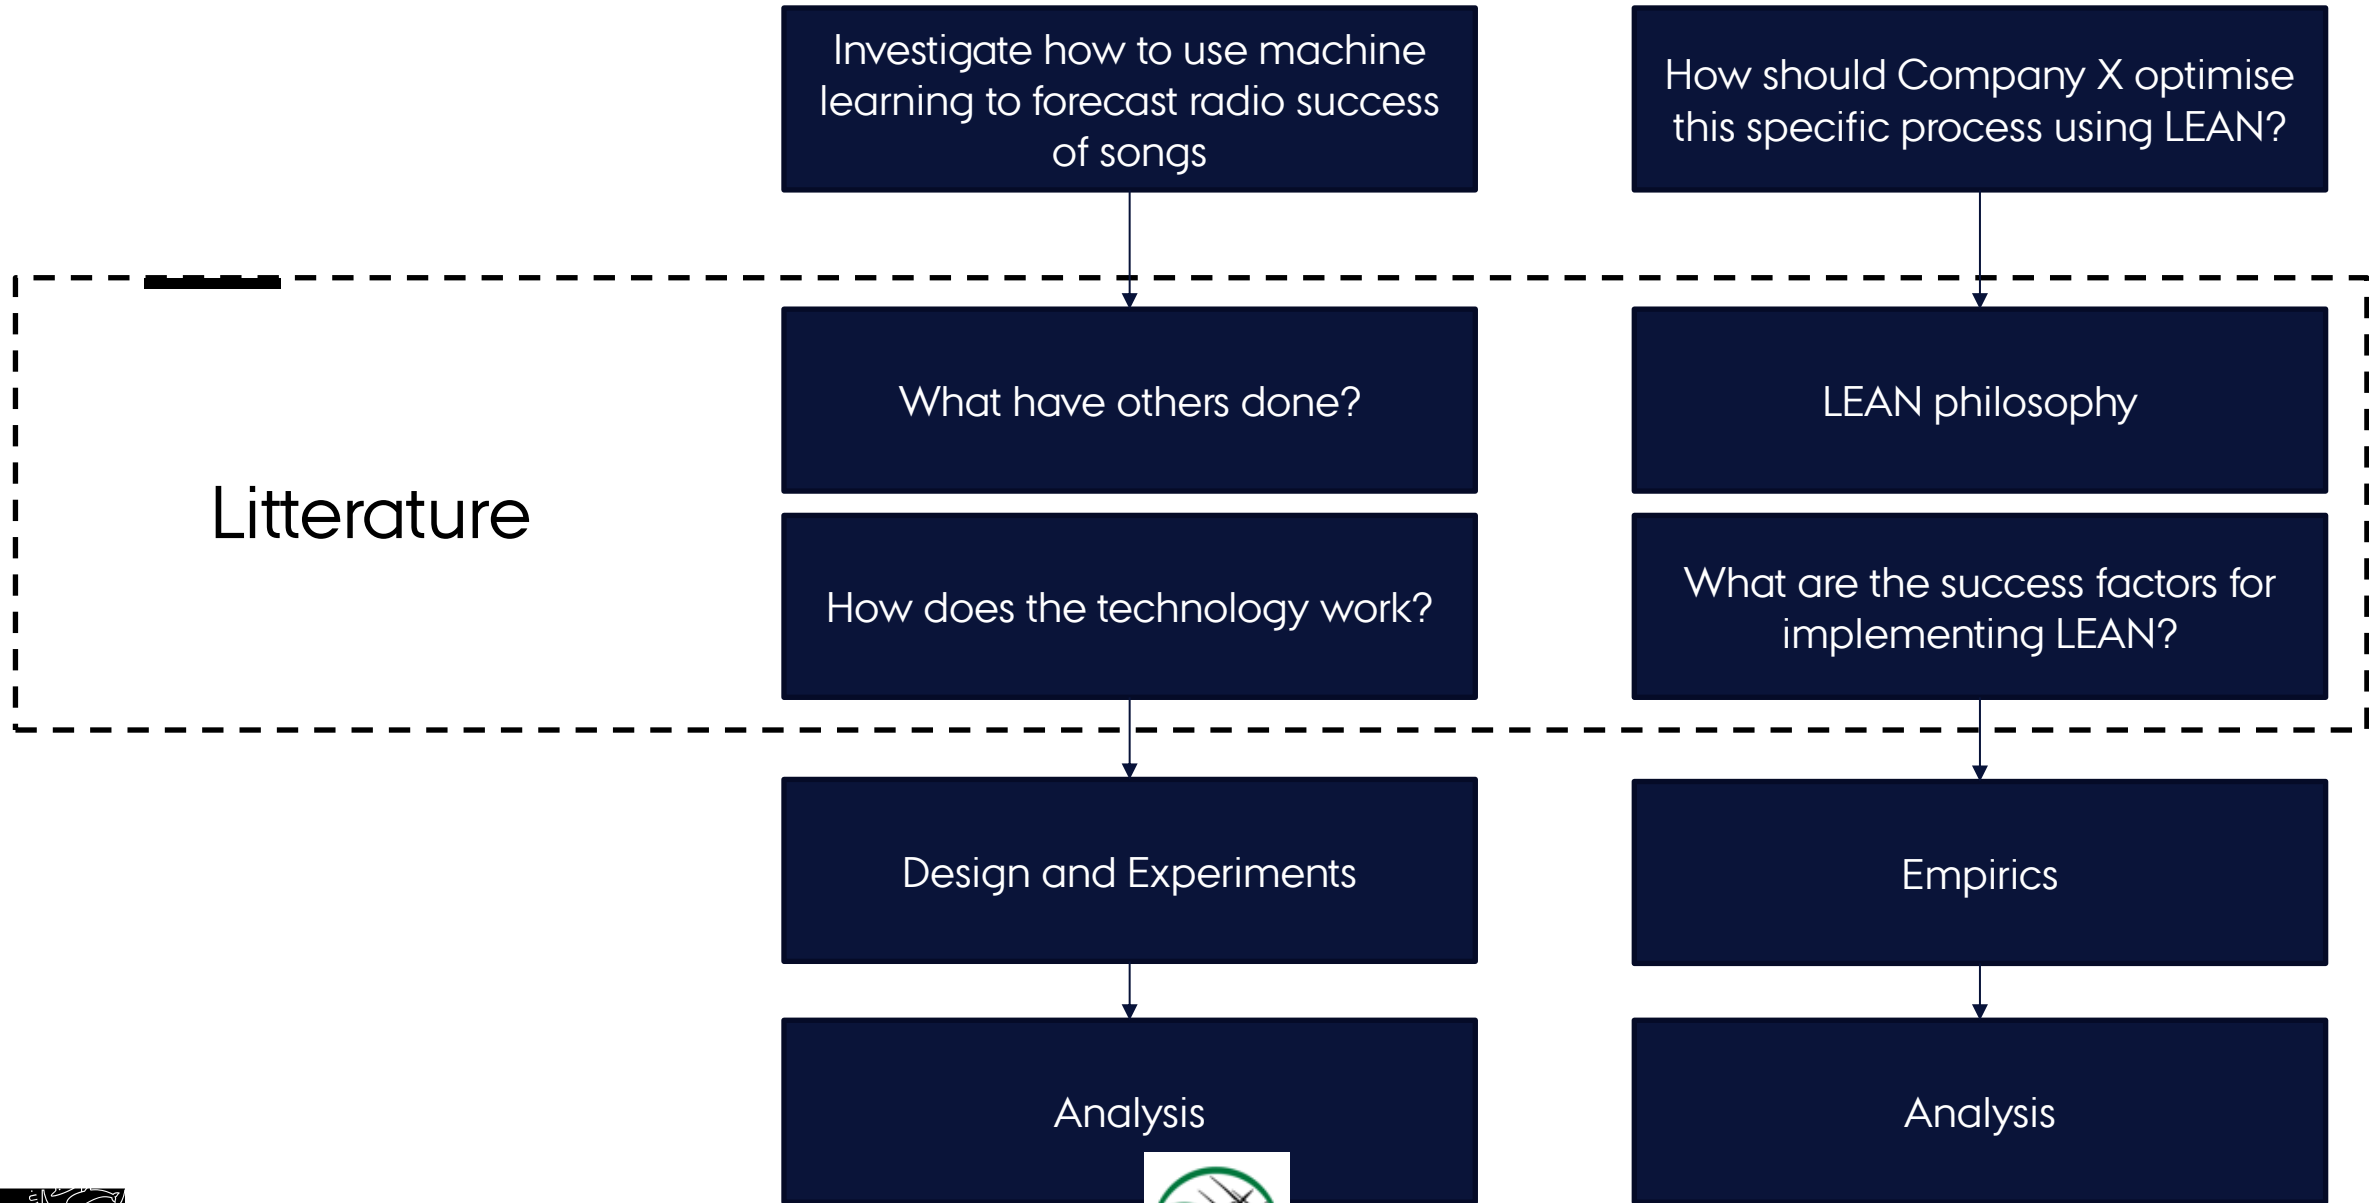 Investigate how to use machine
learning to forecast radio success
of songs
How should Company X optimise
this specific process using LEAN?
Litterature
What have others done?
LEAN philosophy
How does the technology work?
What are the success factors for
implementing LEAN?
Design and Experiments
Empirics
Analysis
Analysis